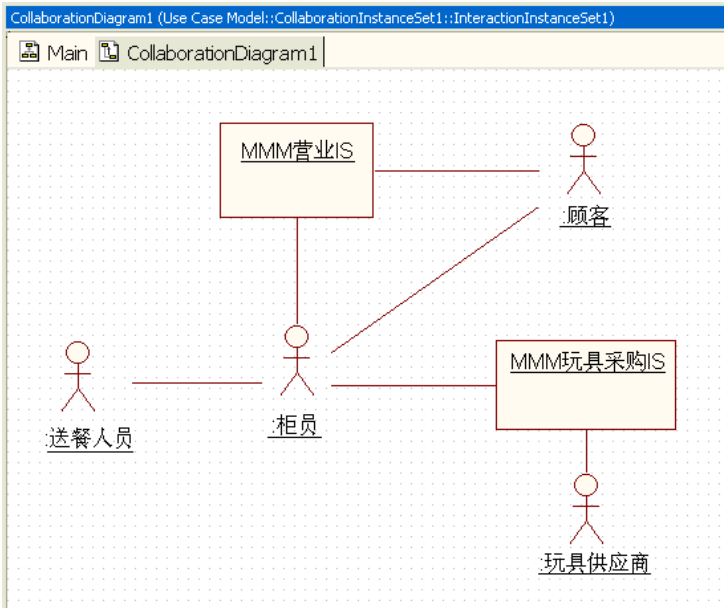 CollaborationDiagram1 (Use Case Model::CollaborationInstanceSet1::InteractionInstanceSet1)
Main CollaborationDiagram1
MMM营业IS
:顾客
MMM玩具采购IS
:送餐人员
:柜员
:玩具供应商